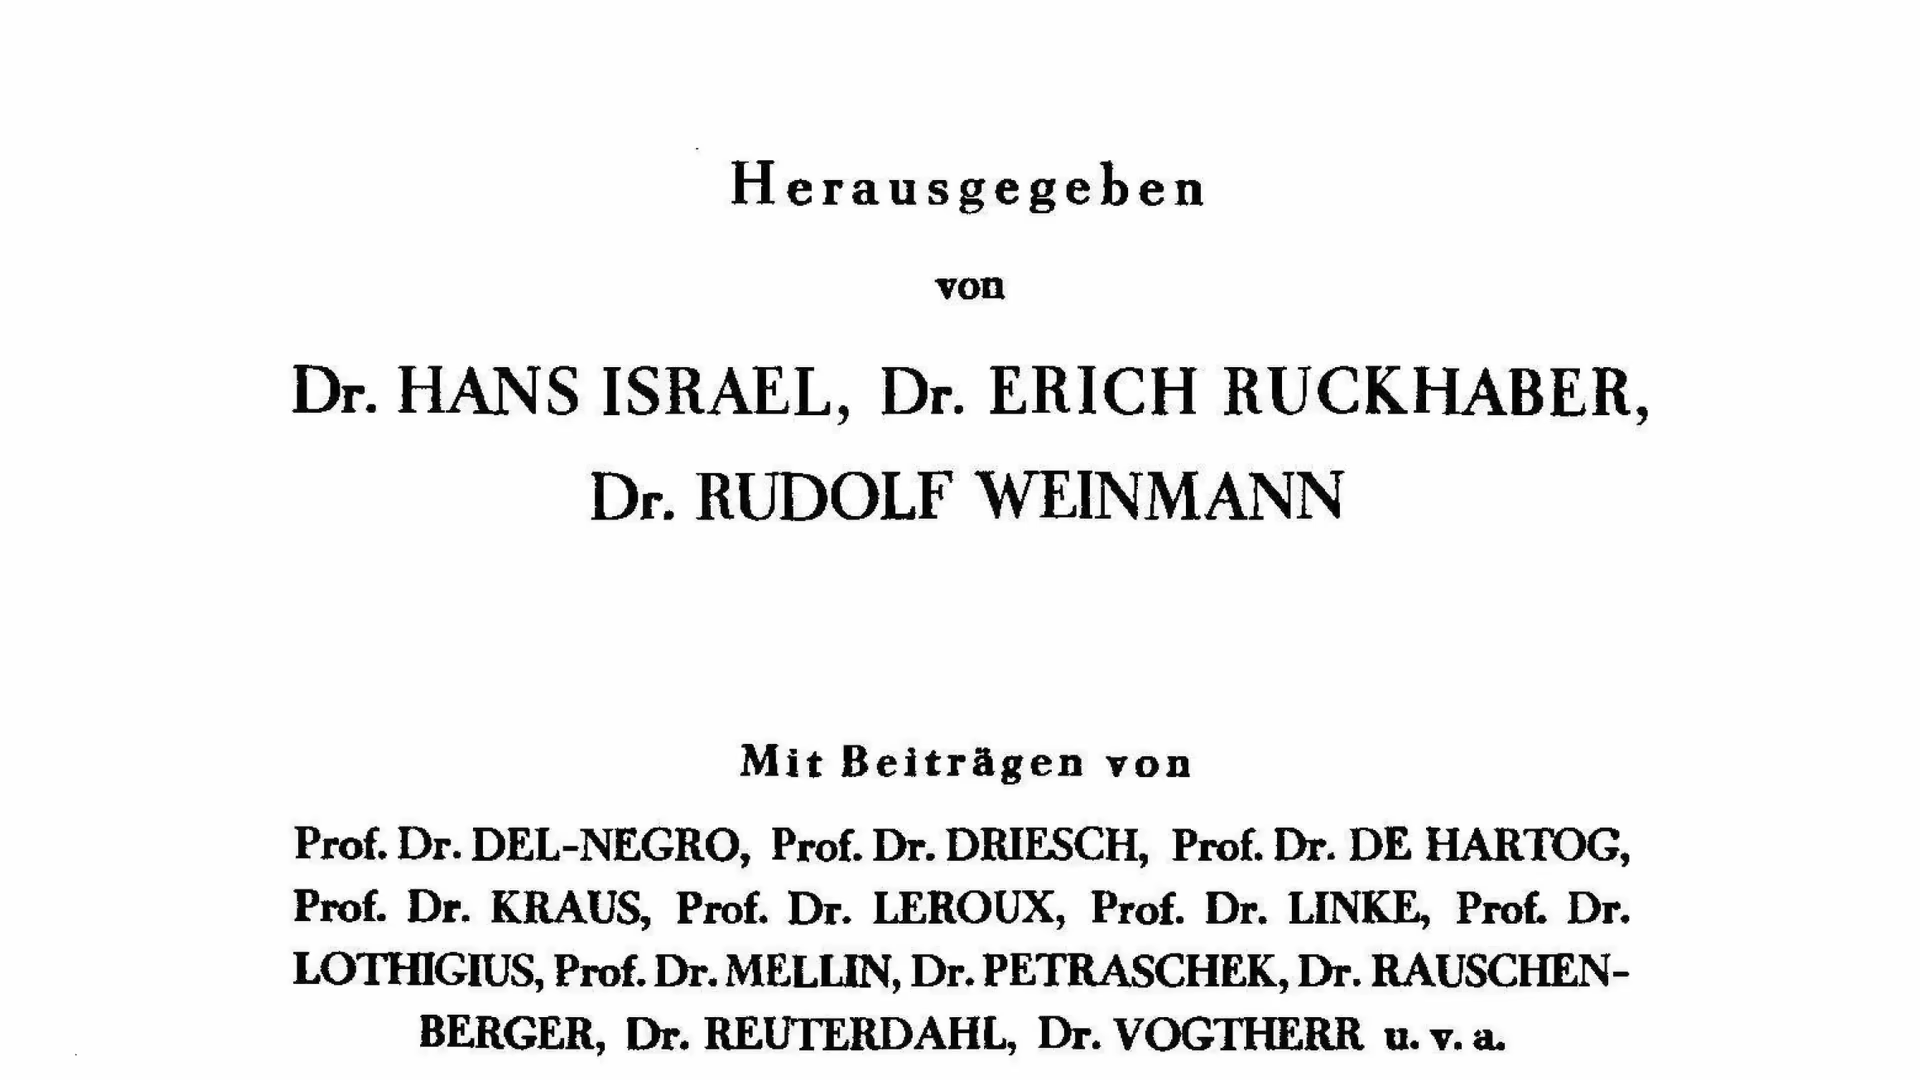 Herausgegeben
von
Dr. HANS ISRAEL, Dr. ERICH RUCKHABER,
Dr. RUDOLF WEINMANN
Mit Beiträgen von
Prof. Dr. DEL-NEGRO, Prof. Dr. DRIESCH, Prof. Dr. DE HARTOG,
Prof. Dr. KRAUS, Prof. Dr. LEROUX, Prof. Dr. LINKE, Prof. Dr.
LOTHIGIUS, Prof. Dr. MELLIN, Dr. PETRASCHEK, Dr. RAUSCHEN-
BERGER, Dr. REUTERDAHL, Dr. VOGTHERR u. v. a.